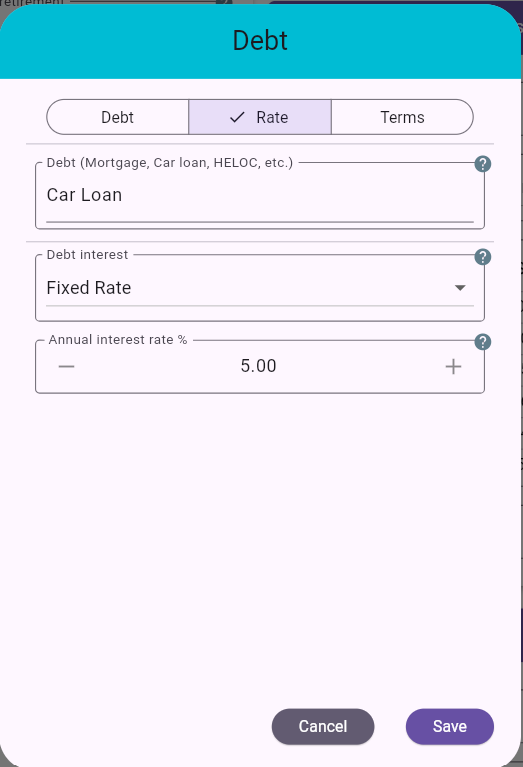 retirement
Debt
Debt
Rate
Terms
Debt (Mortgage, Car loan, HELOC, etc.)
?
Car Loan
Debt interest
?
Fixed Rate
Annual interest rate %
?
5.00
Cancel
Save